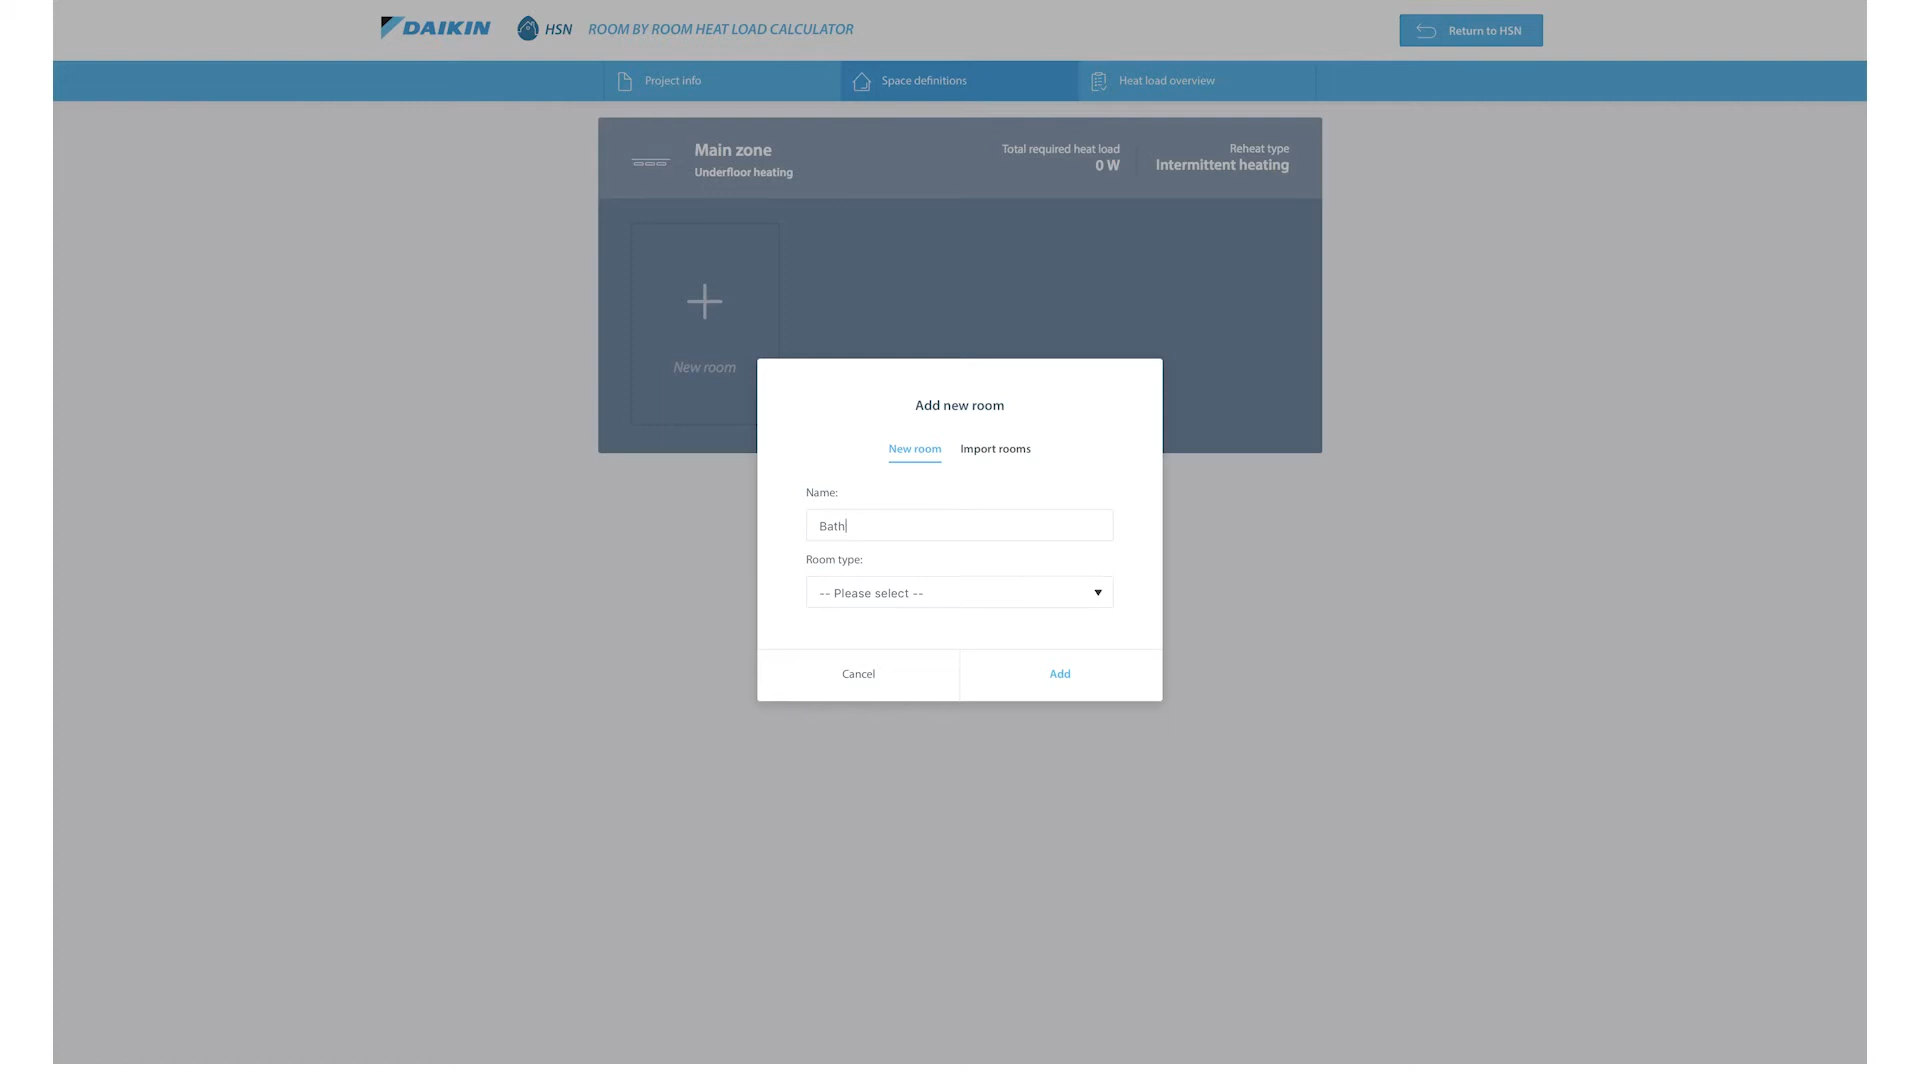 DAIKIN HSN ROOM BY ROOM HEAT LOAD CALCULATOR Return to HSN
Project info Space definitions Heat load overview
Main zone
Underfloor heating
Total required heat load
0 W
Reheat type
Intermittent heating
New room
Add new room
New room Import rooms
Name:
Bath
Room type:
-- Please select --
Cancel Add